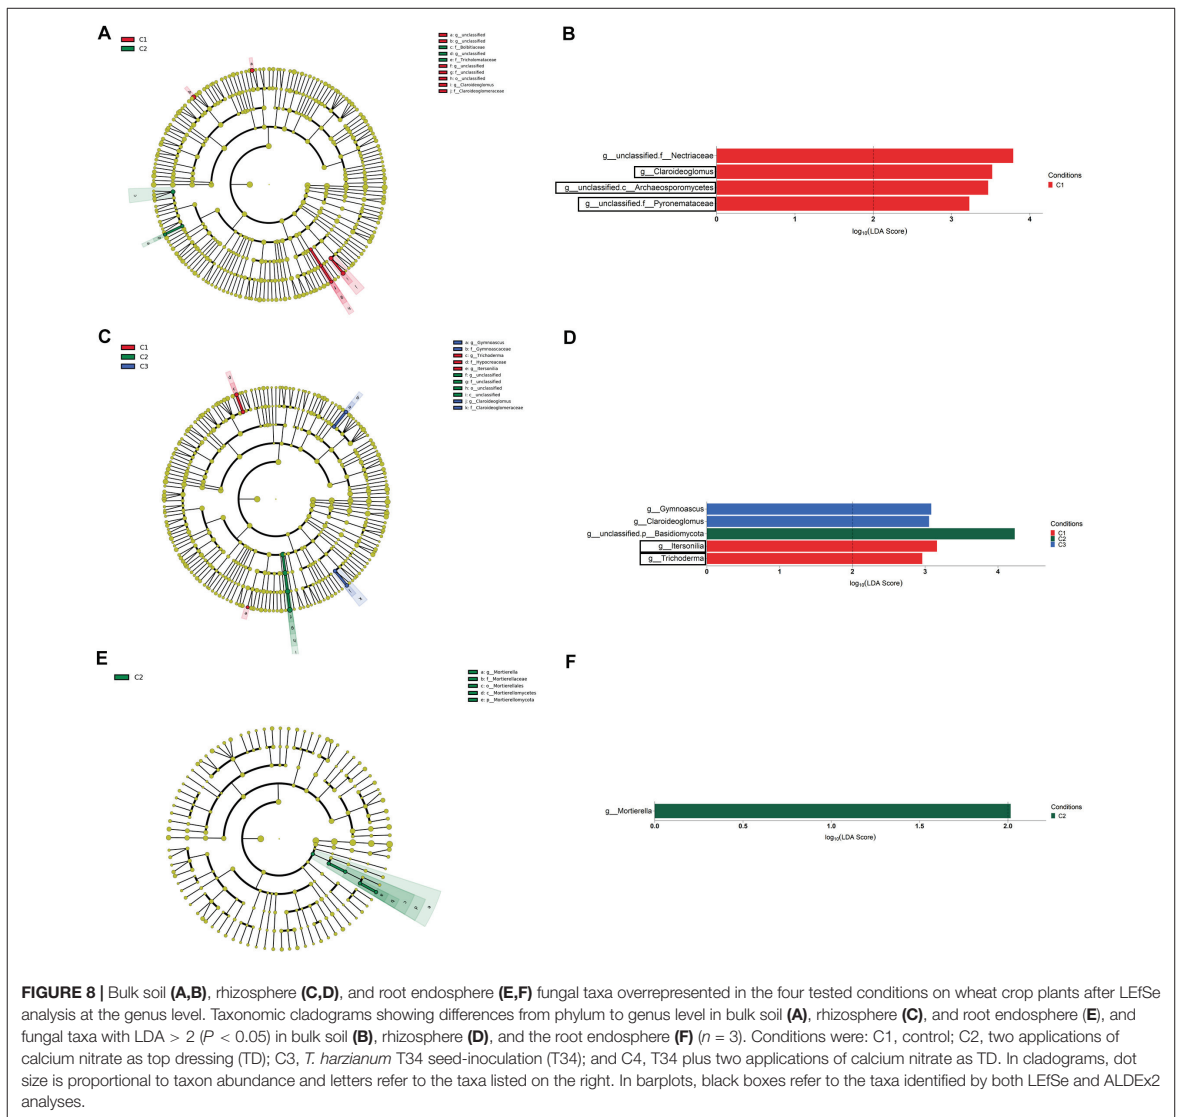 A
C1
C2
a: g__unclassified
b: g__unclassified
c: f__Bolbitiaceae
d: g__unclassified
e: f__Tricholomataceae
f: g__unclassified
g: f__unclassified
h: o__unclassified
i: g__Claroideoglomus
j: f__Claroideoglomeraceae
B
g__unclassified.f__Nectriaceae
g__Claroideoglomus
g__unclassified.c__Archaeosporomycetes
g__unclassified.f__Pyronemataceae
0 1 2 3 4
log10(LDA Score)
Conditions
C1
C
C1
C2
C3
a: g__Gymnoascus
b: f__Gymnoascaceae
c: g__Trichoderma
d: f__Hypocreaceae
e: g__Itersonilia
f: g__unclassified
g: f__unclassified
h: o__unclassified
i: c__unclassified
j: g__Claroideoglomus
k: f__Claroideoglomeraceae
D
g__Gymnoascus
g__Claroideoglomus
g__unclassified.p__Basidiomycota
g__Itersonilia
g__Trichoderma
0 1 2 3 4
log10(LDA Score)
Conditions
C1
C2
C3
E
C2
a: g__Mortierella
b: f__Mortierellaceae
c: o__Mortierellales
d: c__Mortierellomycetes
e: p__Mortierellomycota
F
g__Mortierella
0.0 0.5 1.0 1.5 2.0
log10(LDA Score)
Conditions
C2
FIGURE 8 | Bulk soil (A,B), rhizosphere (C,D), and root endosphere (E,F) fungal taxa overrepresented in the four tested conditions on wheat crop plants after LEfSe
analysis at the genus level. Taxonomic cladograms showing differences from phylum to genus level in bulk soil (A), rhizosphere (C), and root endosphere (E), and
fungal taxa with LDA > 2 (P < 0.05) in bulk soil (B), rhizosphere (D), and the root endosphere (F) (n = 3). Conditions were: C1, control; C2, two applications of
calcium nitrate as top dressing (TD); C3, T. harzianum T34 seed-inoculation (T34); and C4, T34 plus two applications of calcium nitrate as TD. In cladograms, dot
size is proportional to taxon abundance and letters refer to the taxa listed on the right. In barplots, black boxes refer to the taxa identified by both LEfSe and ALDEx2
analyses.